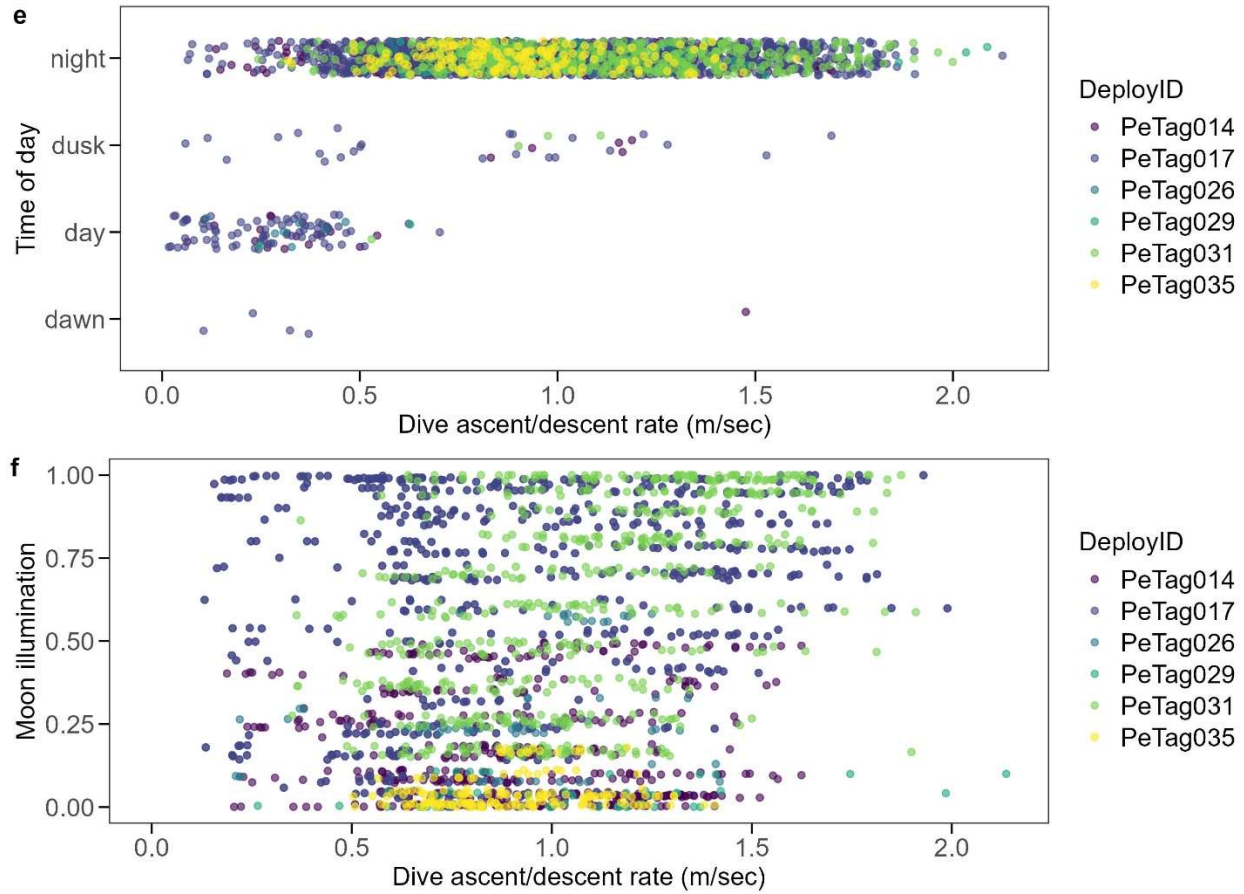 e
night
dusk
day
dawn
Time of day
0.0 0.5 1.0 1.5 2.0
Dive ascent/descent rate (m/sec)
DeployID
PeTag014
PeTag017
PeTag026
PeTag029
PeTag031
PeTag035
f
1.00
0.75
0.50
0.25
0.00
Moon illumination
0.0 0.5 1.0 1.5 2.0
Dive ascent/descent rate (m/sec)
DeployID
PeTag014
PeTag017
PeTag026
PeTag029
PeTag031
PeTag035